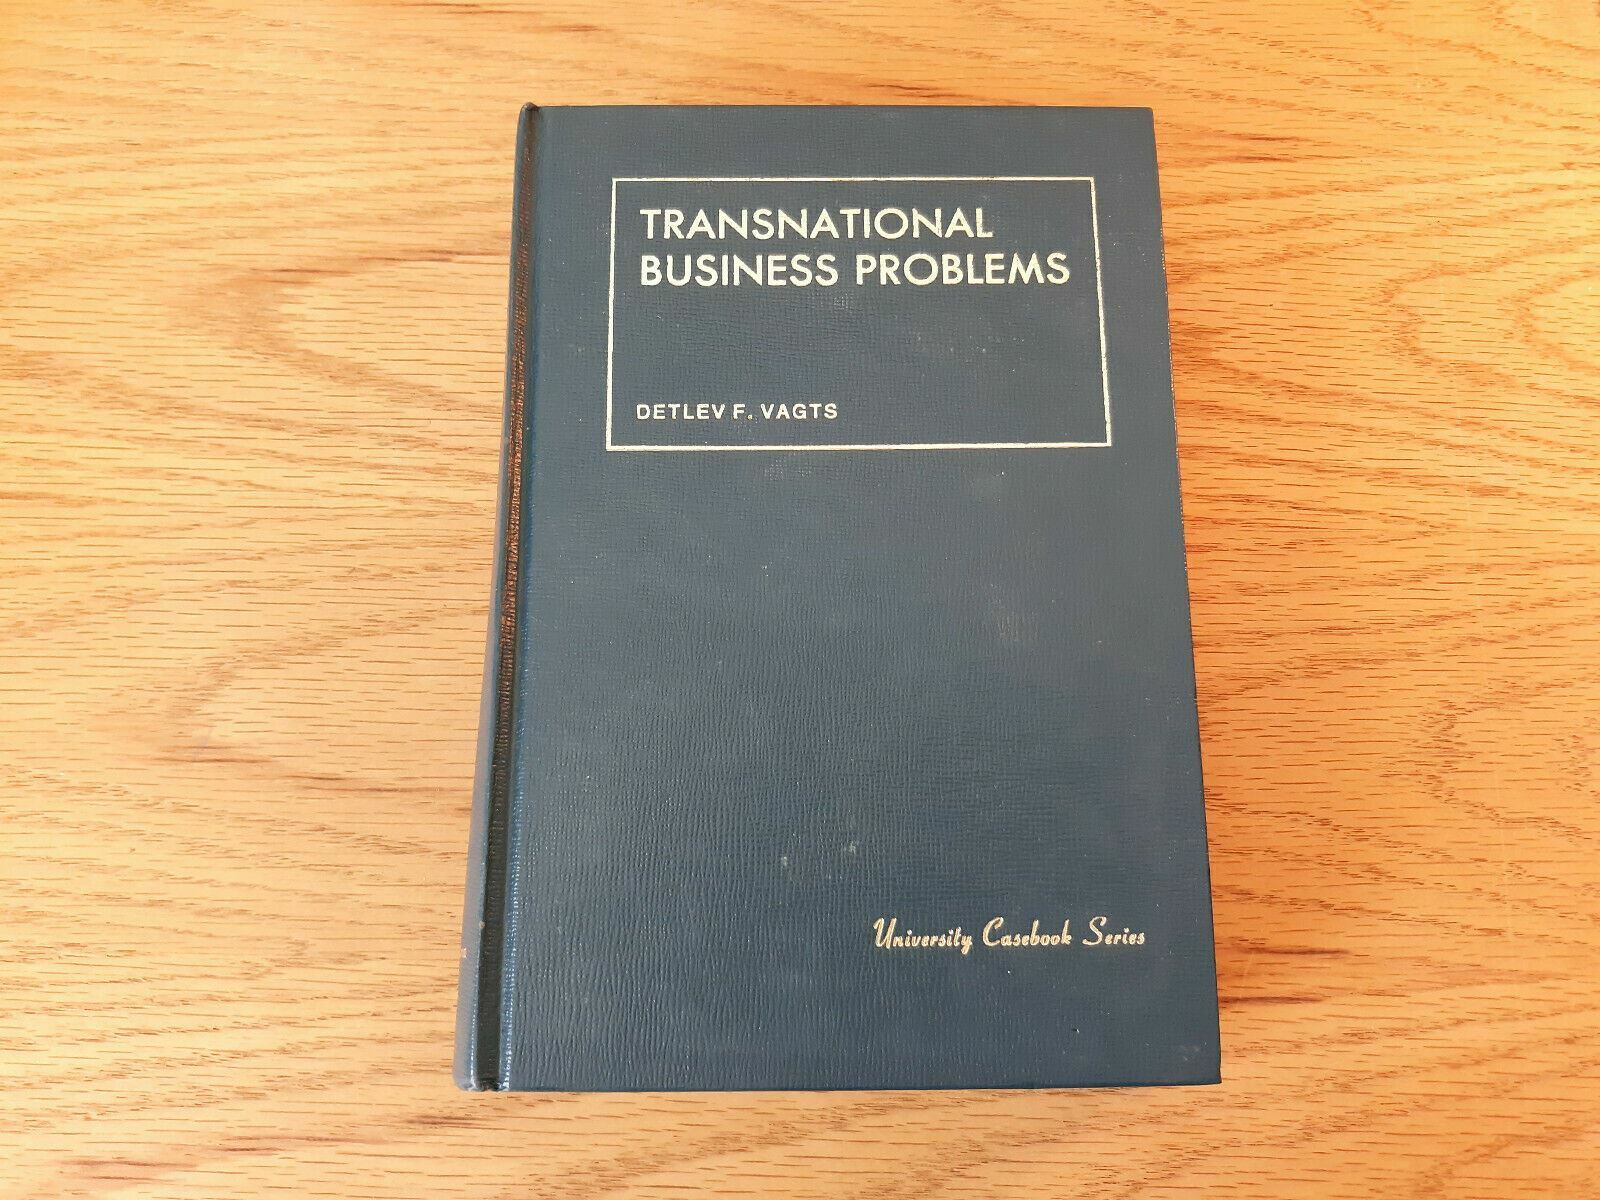 TRANSNATIONAL
BUSINESS PROBLEMS
DETLEV F. VAGTS
University Casebook Series